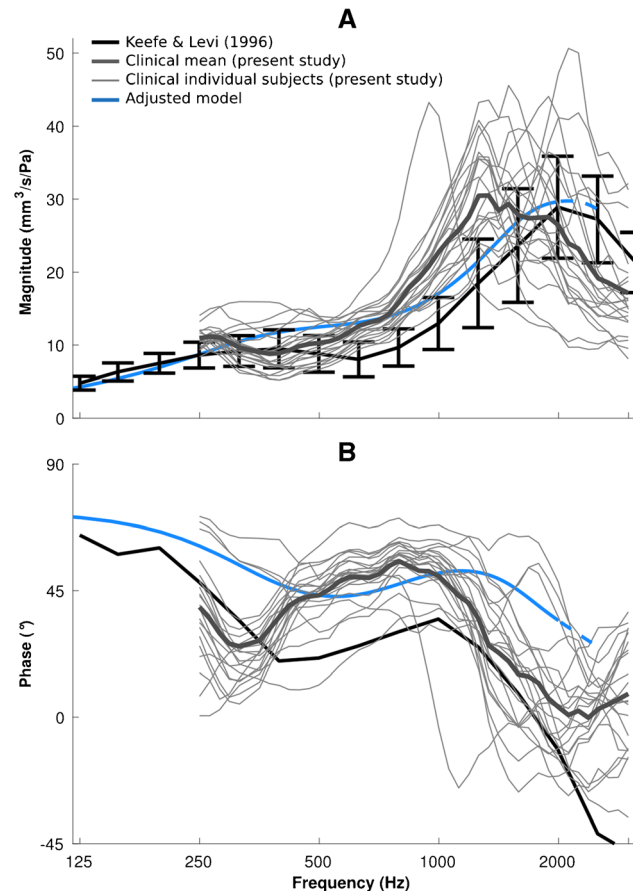 A
Keefe & Levi (1996)
Clinical mean (present study)
Clinical individual subjects (present study)
Adjusted model
Magnitude (mm³/s/Pa)
50
40
30
20
10
0
B
Phase (°)
90
45
0
-45
125
250
500
1000
2000
Frequency (Hz)